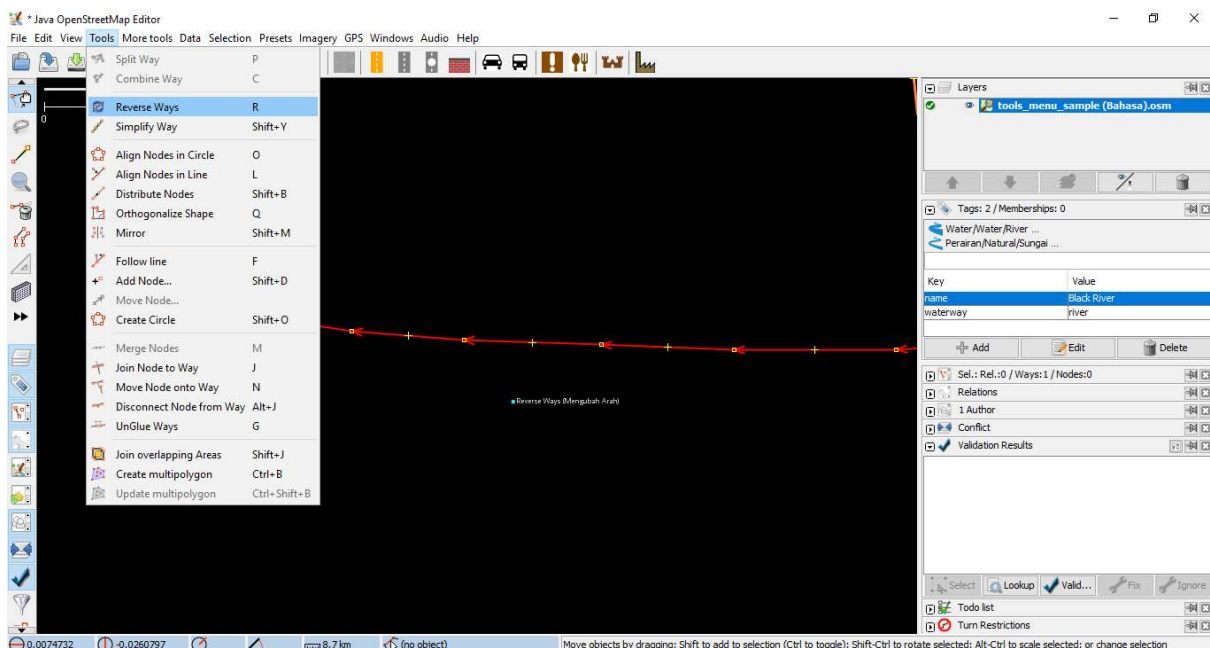 * Java OpenStreetMap Editor
File Edit View Tools More tools Data Selection Presets Imagery GPS Windows Audio Help
Split Way P
Combine Way C
Reverse Ways R
Simplify Way Shift+Y
Align Nodes in Circle O
Align Nodes in Line L
Distribute Nodes Shift+B
Orthogonalize Shape Q
Mirror Shift+M
Follow line F
Add Node... Shift+D
Move Node...
Create Circle Shift+O
Merge Nodes M
Join Node to Way J
Move Node onto Way N
Disconnect Node from Way Alt+J
UnGlue Ways G
Join overlapping Areas Shift+J
Create multipolygon Ctrl+B
Update multipolygon Ctrl+Shift+B
0
Reverse Ways (Mengubah Arah)
Layers
tools_menu_sample (Bahasa).osm
Tags: 2 / Memberships: 0
Water/Water/River ...
Perairan/Natural/Sungai ...
Key Value
name Black River
waterway river
Add Edit Delete
Sel.: Rel.:0 / Ways:1 / Nodes:0
Relations
1 Author
Conflict
Validation Results
Select Lookup Valid... Fix Ignore
Todo list
Turn Restrictions
0.0074732 -0.0260797 8.7 km (no object) Move objects by dragging; Shift to add to selection (Ctrl to toggle); Shift-Ctrl to rotate selected; Alt-Ctrl to scale selected; or change selection